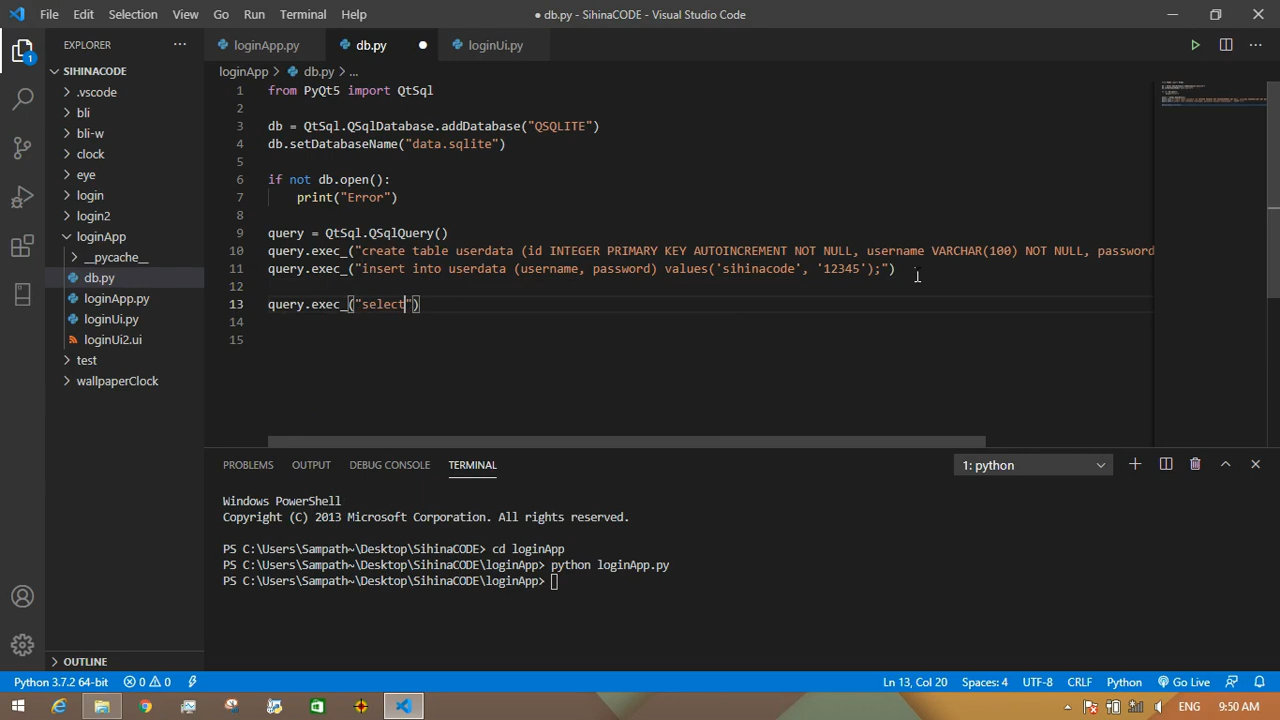 File Edit Selection View Go Run Terminal Help
● db.py - SihinaCODE - Visual Studio Code
EXPLORER
loginApp.py
db.py
loginUi.py
SIHINACODE
loginApp > db.py > ...
.vscode
bli
bli-w
clock
eye
login
login2
loginApp
__pycache__
db.py
loginApp.py
loginUi.py
loginUi2.ui
test
wallpaperClock
OUTLINE
1
1 from PyQt5 import QtSql
2
3 db = QtSql.QSqlDatabase.addDatabase("QSQLITE")
4 db.setDatabaseName("data.sqlite")
5
6 if not db.open():
7 print("Error")
8
9 query = QtSql.QSqlQuery()
10 query.exec_("create table userdata (id INTEGER PRIMARY KEY AUTOINCREMENT NOT NULL, username VARCHAR(100) NOT NULL, password
11 query.exec_("insert into userdata (username, password) values('sihinacode', '12345');")
12
13 query.exec_("select")
14
15
PROBLEMS OUTPUT DEBUG CONSOLE TERMINAL
1: python
Windows PowerShell
Copyright (C) 2013 Microsoft Corporation. All rights reserved.
PS C:\Users\Sampath~\Desktop\SihinaCODE> cd loginApp
PS C:\Users\Sampath~\Desktop\SihinaCODE\loginApp> python loginApp.py
PS C:\Users\Sampath~\Desktop\SihinaCODE\loginApp>
Python 3.7.2 64-bit 0 0
Ln 13, Col 20 Spaces: 4 UTF-8 CRLF Python Go Live
ENG 9:50 AM